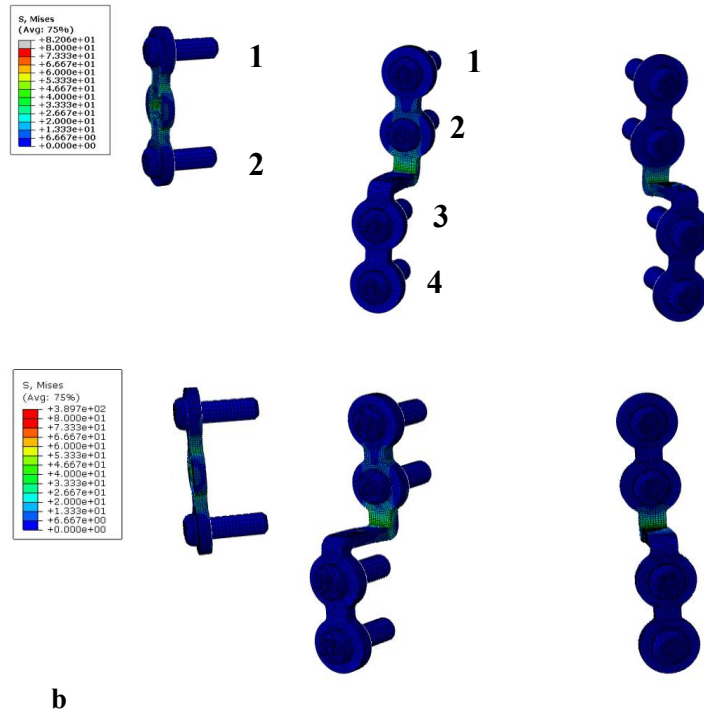 S, Mises
(Avg: 75%)
+8.206e+01
+8.000e+01
+7.333e+01
+6.667e+01
+6.000e+01
+5.333e+01
+4.667e+01
+4.000e+01
+3.333e+01
+2.667e+01
+2.000e+01
+1.333e+01
+6.667e+00
+0.000e+00
1
2
1
2
3
4
S, Mises
(Avg: 75%)
+3.897e+02
+8.000e+01
+7.333e+01
+6.667e+01
+6.000e+01
+5.333e+01
+4.667e+01
+4.000e+01
+3.333e+01
+2.667e+01
+2.000e+01
+1.333e+01
+6.667e+00
+0.000e+00
b